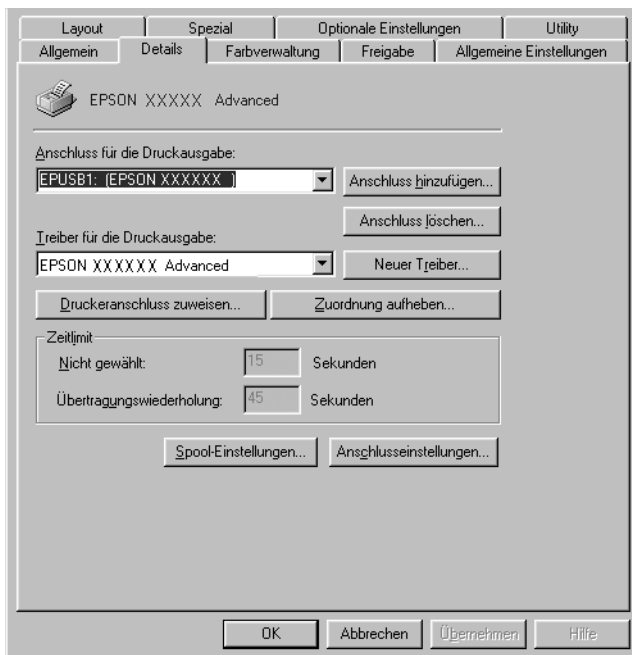 Layout Spezial Optionale Einstellungen Utility
Allgemein Details Farbverwaltung Freigabe Allgemeine Einstellungen
EPSON XXXXX Advanced
Anschluss für die Druckausgabe:
EPUSB1: (EPSON XXXXXX ) Anschluss hinzufügen...
Anschluss löschen...
Treiber für die Druckausgabe:
EPSON XXXXXX Advanced Neuer Treiber...
Druckeranschluss zuweisen... Zuordnung aufheben...
Zeitlimit
Nicht gewählt: 15 Sekunden
Übertragungswiederholung: 45 Sekunden
Spool-Einstellungen... Anschlusseinstellungen...
OK Abbrechen Übernehmen Hilfe